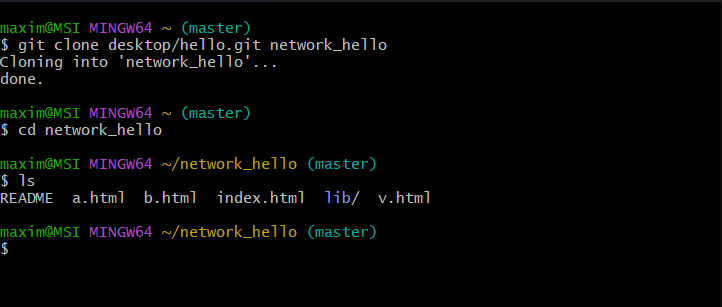 maxim@MSI MINGW64 ~ (master)
$ git clone desktop/hello.git network_hello
Cloning into 'network_hello'...
done.
maxim@MSI MINGW64 ~ (master)
$ cd network_hello
maxim@MSI MINGW64 ~/network_hello (master)
$ ls
README  a.html  b.html  index.html  lib/  v.html
maxim@MSI MINGW64 ~/network_hello (master)
$